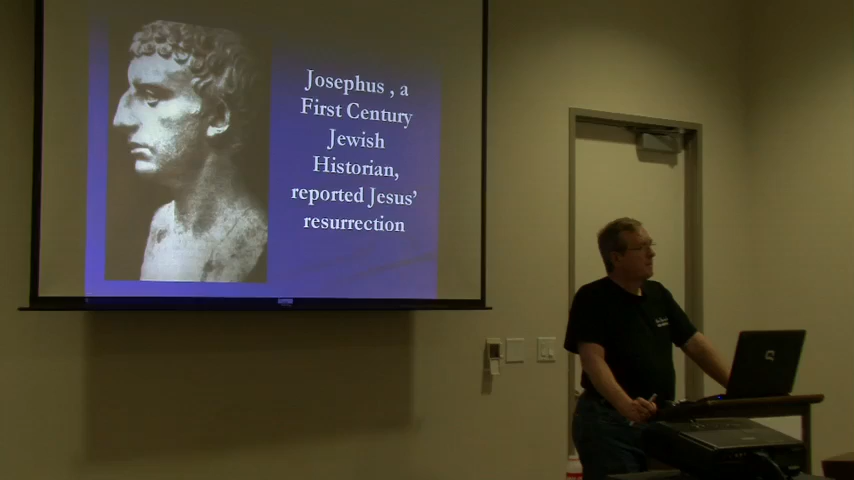 Josephus , a
First Century
Jewish
Historian,
reported Jesus’
resurrection